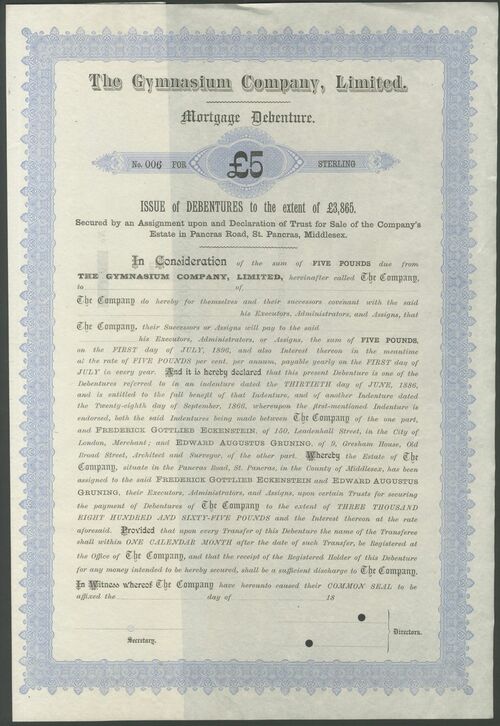 The Gymnasium Company, Limited.
Mortgage Debenture.
No. 006 FOR £5 STERLING
ISSUE of DEBENTURES to the extent of £3,865.
Secured by an Assignment upon and Declaration of Trust for Sale of the Company's
Estate in Pancras Road, St. Pancras, Middlesex.
In Consideration of the sum of FIVE POUNDS due from
THE GYMNASIUM COMPANY, LIMITED, hereinafter called The Company,
to of
The Company do hereby for themselves and their successors covenant with the said
his Executors, Administrators, and Assigns, that
The Company, their Successors or Assigns will pay to the said
his Executors, Administrators, or Assigns, the sum of FIVE POUNDS,
on the FIRST day of JULY, 1896, and also Interest thereon in the meantime
at the rate of FIVE POUNDS per cent. per annum, payable yearly on the FIRST day of
JULY in every year. And it is hereby declared that this present Debenture is one of the
Debentures referred to in an indenture dated the THIRTIETH day of JUNE, 1886,
and is entitled to the full benefit of that Indenture, and of another Indenture dated
the Twenty-eighth day of September, 1866, whereupon the first-mentioned Indenture is
endorsed, both the said Indentures being made between The Company of the one part,
and FREDERICK GOTTLIEB ECKENSTEIN, of 150, Leadenhall Street, in the City of
London, Merchant; and EDWARD AUGUSTUS GRUNING, of 9, Gresham House, Old
Broad Street, Architect and Surveyor, of the other part. Whereby the Estate of The
Company, situate in the Pancras Road, St. Pancras, in the County of Middlesex, has been
assigned to the said FREDERICK GOTTLIEB ECKENSTEIN and EDWARD AUGUSTUS
GRUNING, their Executors, Administrators, and Assigns, upon certain Trusts for securing
the payment of Debentures of The Company to the extent of THREE THOUSAND
EIGHT HUNDRED AND SIXTY-FIVE POUNDS and the Interest thereon at the rate
aforesaid. Provided that upon every Transfer of this Debenture the name of the Transferee
shall within ONE CALENDAR MONTH after the date of such Transfer, be Registered at
the Office of The Company, and that the receipt of the Registered Holder of this Debenture
for any money intended to be hereby secured, shall be a sufficient discharge to The Company.
In Witness whereof The Company have hereunto caused their COMMON SEAL to be
affixed the day of 18
Directors.
Secretary.